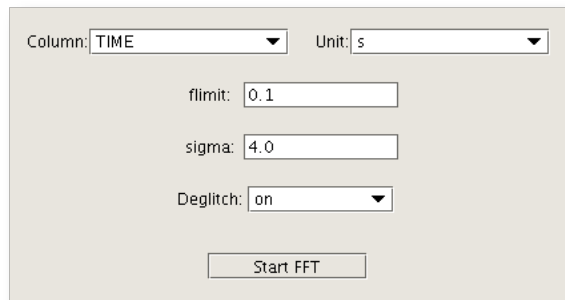 Column: TIME Unit: s
flimit: 0.1
sigma: 4.0
Deglitch: on
Start FFT